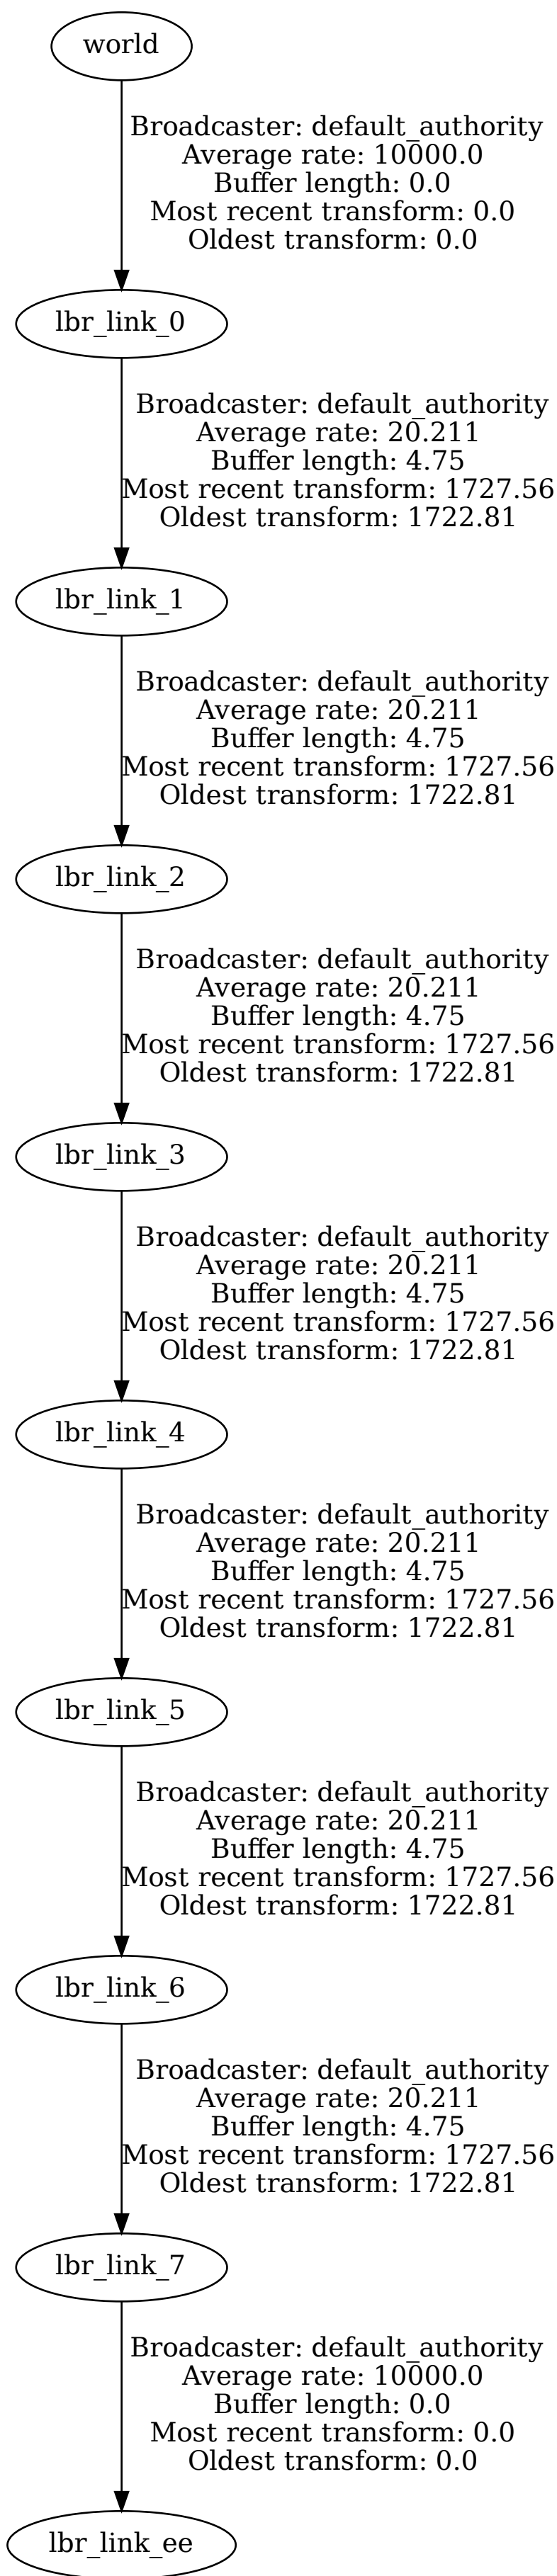 world
Broadcaster: default_authority
Average rate: 10000.0
Buffer length: 0.0
Most recent transform: 0.0
Oldest transform: 0.0
lbr_link_0
Broadcaster: default_authority
Average rate: 20.211
Buffer length: 4.75
Most recent transform: 1727.56
Oldest transform: 1722.81
lbr_link_1
Broadcaster: default_authority
Average rate: 20.211
Buffer length: 4.75
Most recent transform: 1727.56
Oldest transform: 1722.81
lbr_link_2
Broadcaster: default_authority
Average rate: 20.211
Buffer length: 4.75
Most recent transform: 1727.56
Oldest transform: 1722.81
lbr_link_3
Broadcaster: default_authority
Average rate: 20.211
Buffer length: 4.75
Most recent transform: 1727.56
Oldest transform: 1722.81
lbr_link_4
Broadcaster: default_authority
Average rate: 20.211
Buffer length: 4.75
Most recent transform: 1727.56
Oldest transform: 1722.81
lbr_link_5
Broadcaster: default_authority
Average rate: 20.211
Buffer length: 4.75
Most recent transform: 1727.56
Oldest transform: 1722.81
lbr_link_6
Broadcaster: default_authority
Average rate: 20.211
Buffer length: 4.75
Most recent transform: 1727.56
Oldest transform: 1722.81
lbr_link_7
Broadcaster: default_authority
Average rate: 10000.0
Buffer length: 0.0
Most recent transform: 0.0
Oldest transform: 0.0
lbr_link_ee